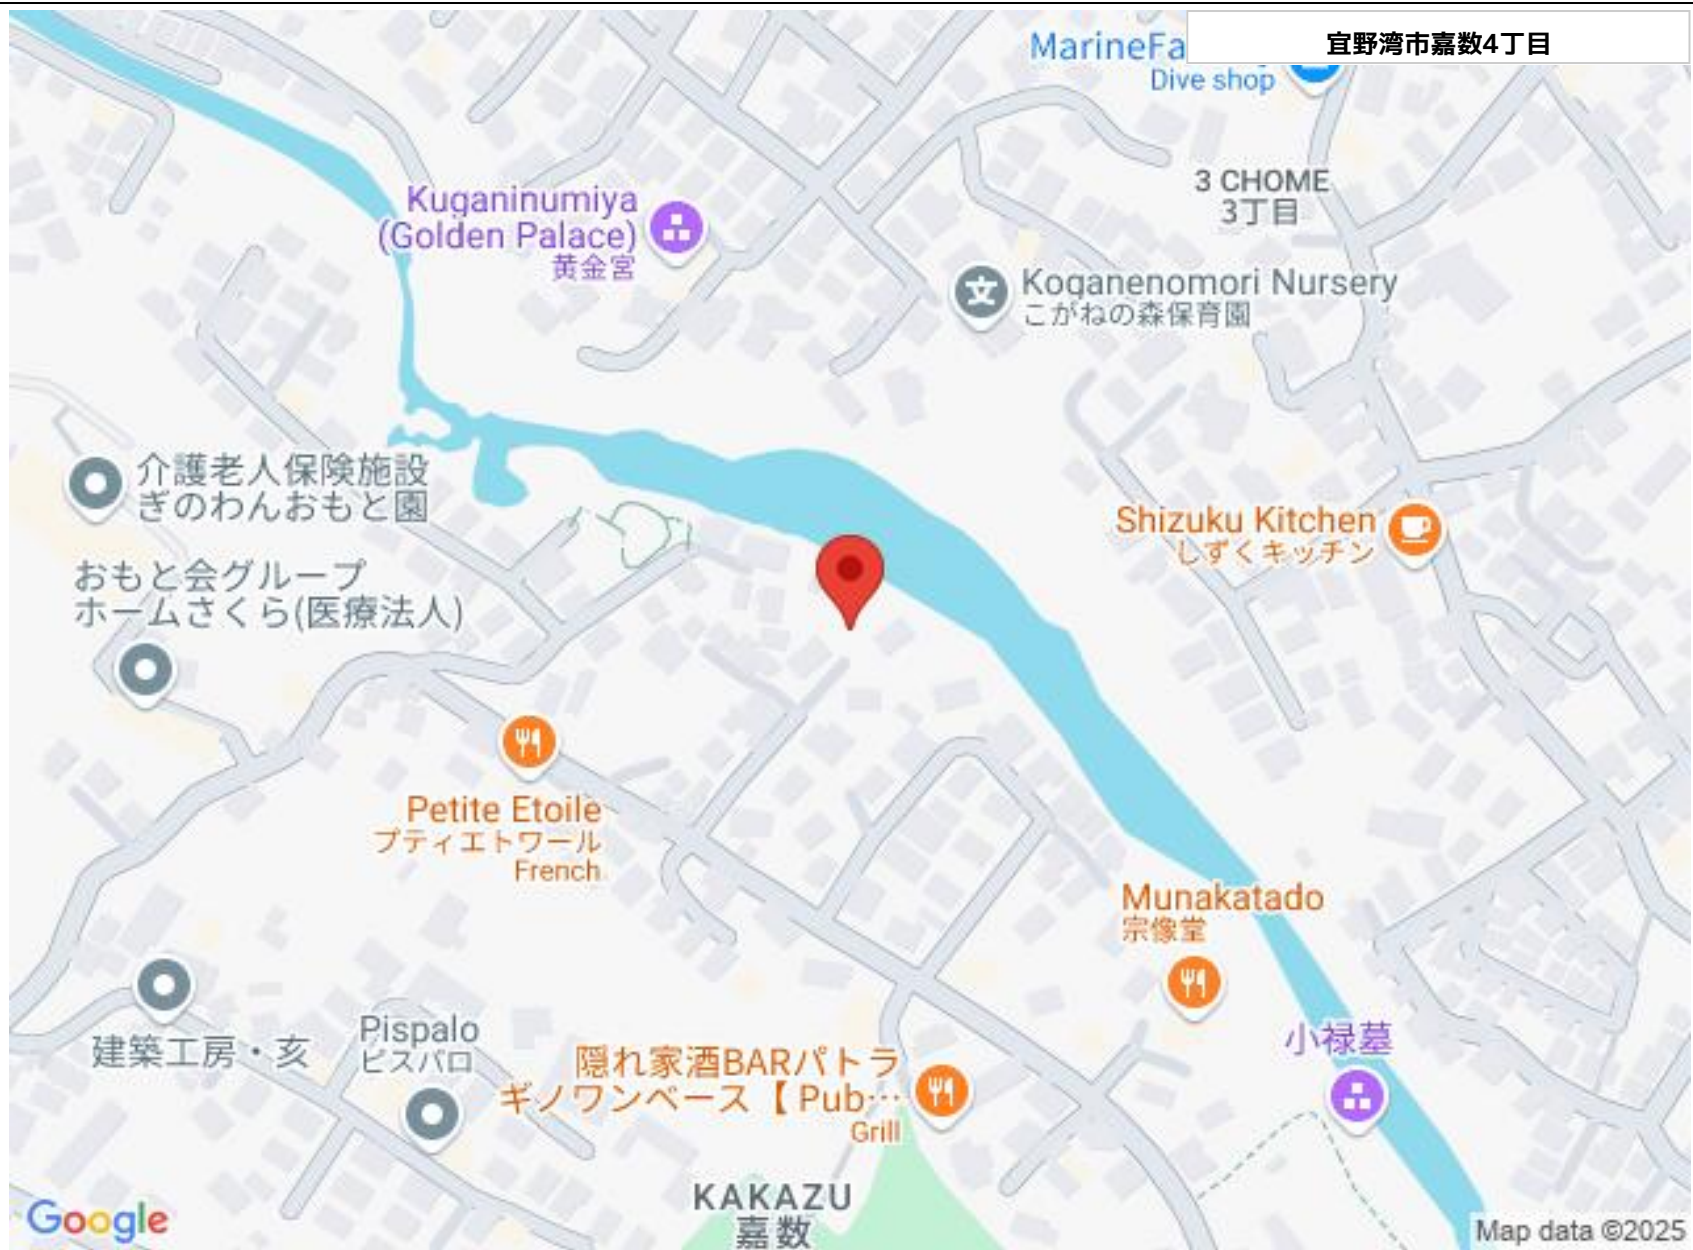 宜野湾市嘉数4丁目
MarineFa
Dive shop
3 CHOME
3丁目
Kuganinumiya
(Golden Palace)
黄金宮
Koganenomori Nursery
こがねの森保育園
介護老人保険施設
ぎのわんおもと園
Shizuku Kitchen
しずくキッチン
おもと会グループ
ホームさくら(医療法人)
Petite Etoile
プティエトワール
French
Munakatado
宗像堂
建築工房・亥
Pispalo
ピスパロ
隠れ家酒BARパトラ
ギノワンベース【 Pub…
Grill
小禄墓
KAKAZU
嘉数
Google
Map data ©2025